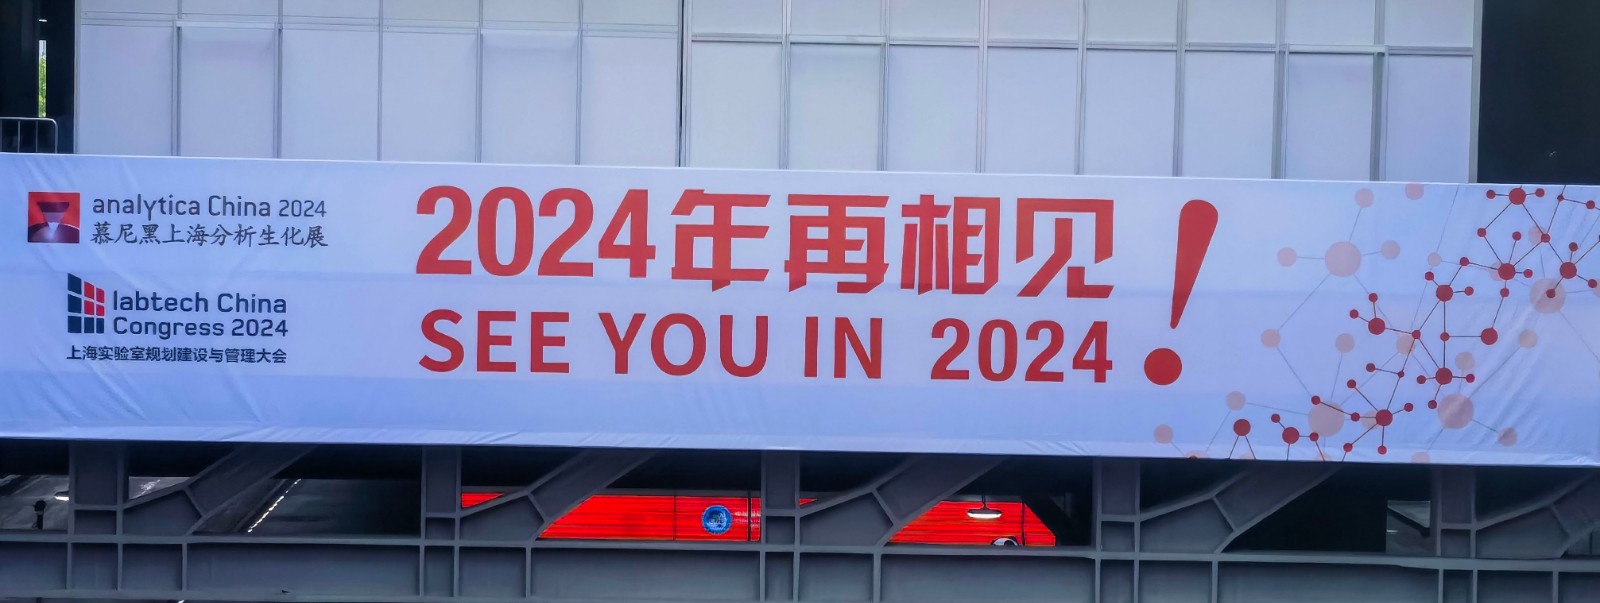 analytica China 2024
慕尼黑上海分析生化展
labtech China
Congress 2024
上海实验室规划建设与管理大会
2024年再相见！
SEE YOU IN 2024